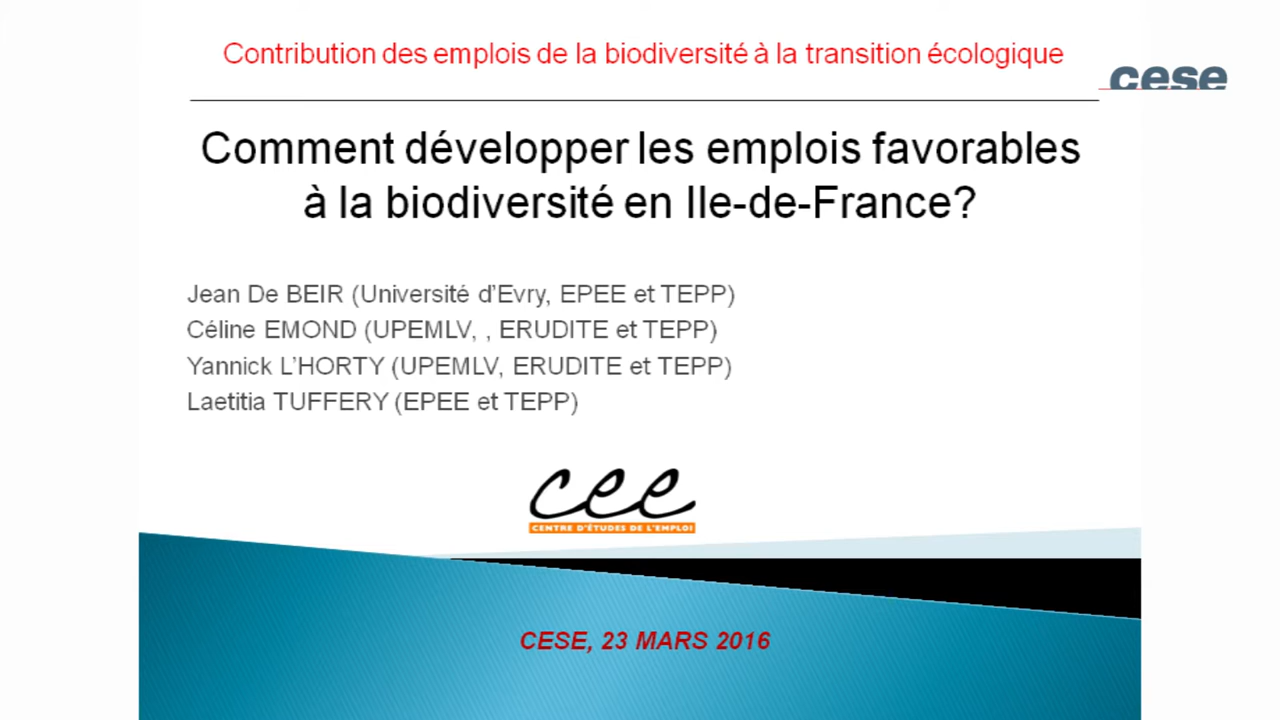 Contribution des emplois de la biodiversité à la transition écologique
cese
Comment développer les emplois favorables
à la biodiversité en Ile-de-France?
Jean De BEIR (Université d'Evry, EPEE et TEPP)
Céline EMOND (UPEMLV, , ERUDITE et TEPP)
Yannick L'HORTY (UPEMLV, ERUDITE et TEPP)
Laetitia TUFFERY (EPEE et TEPP)
cee
CENTRE D'ÉTUDES DE L'EMPLOI
CESE, 23 MARS 2016